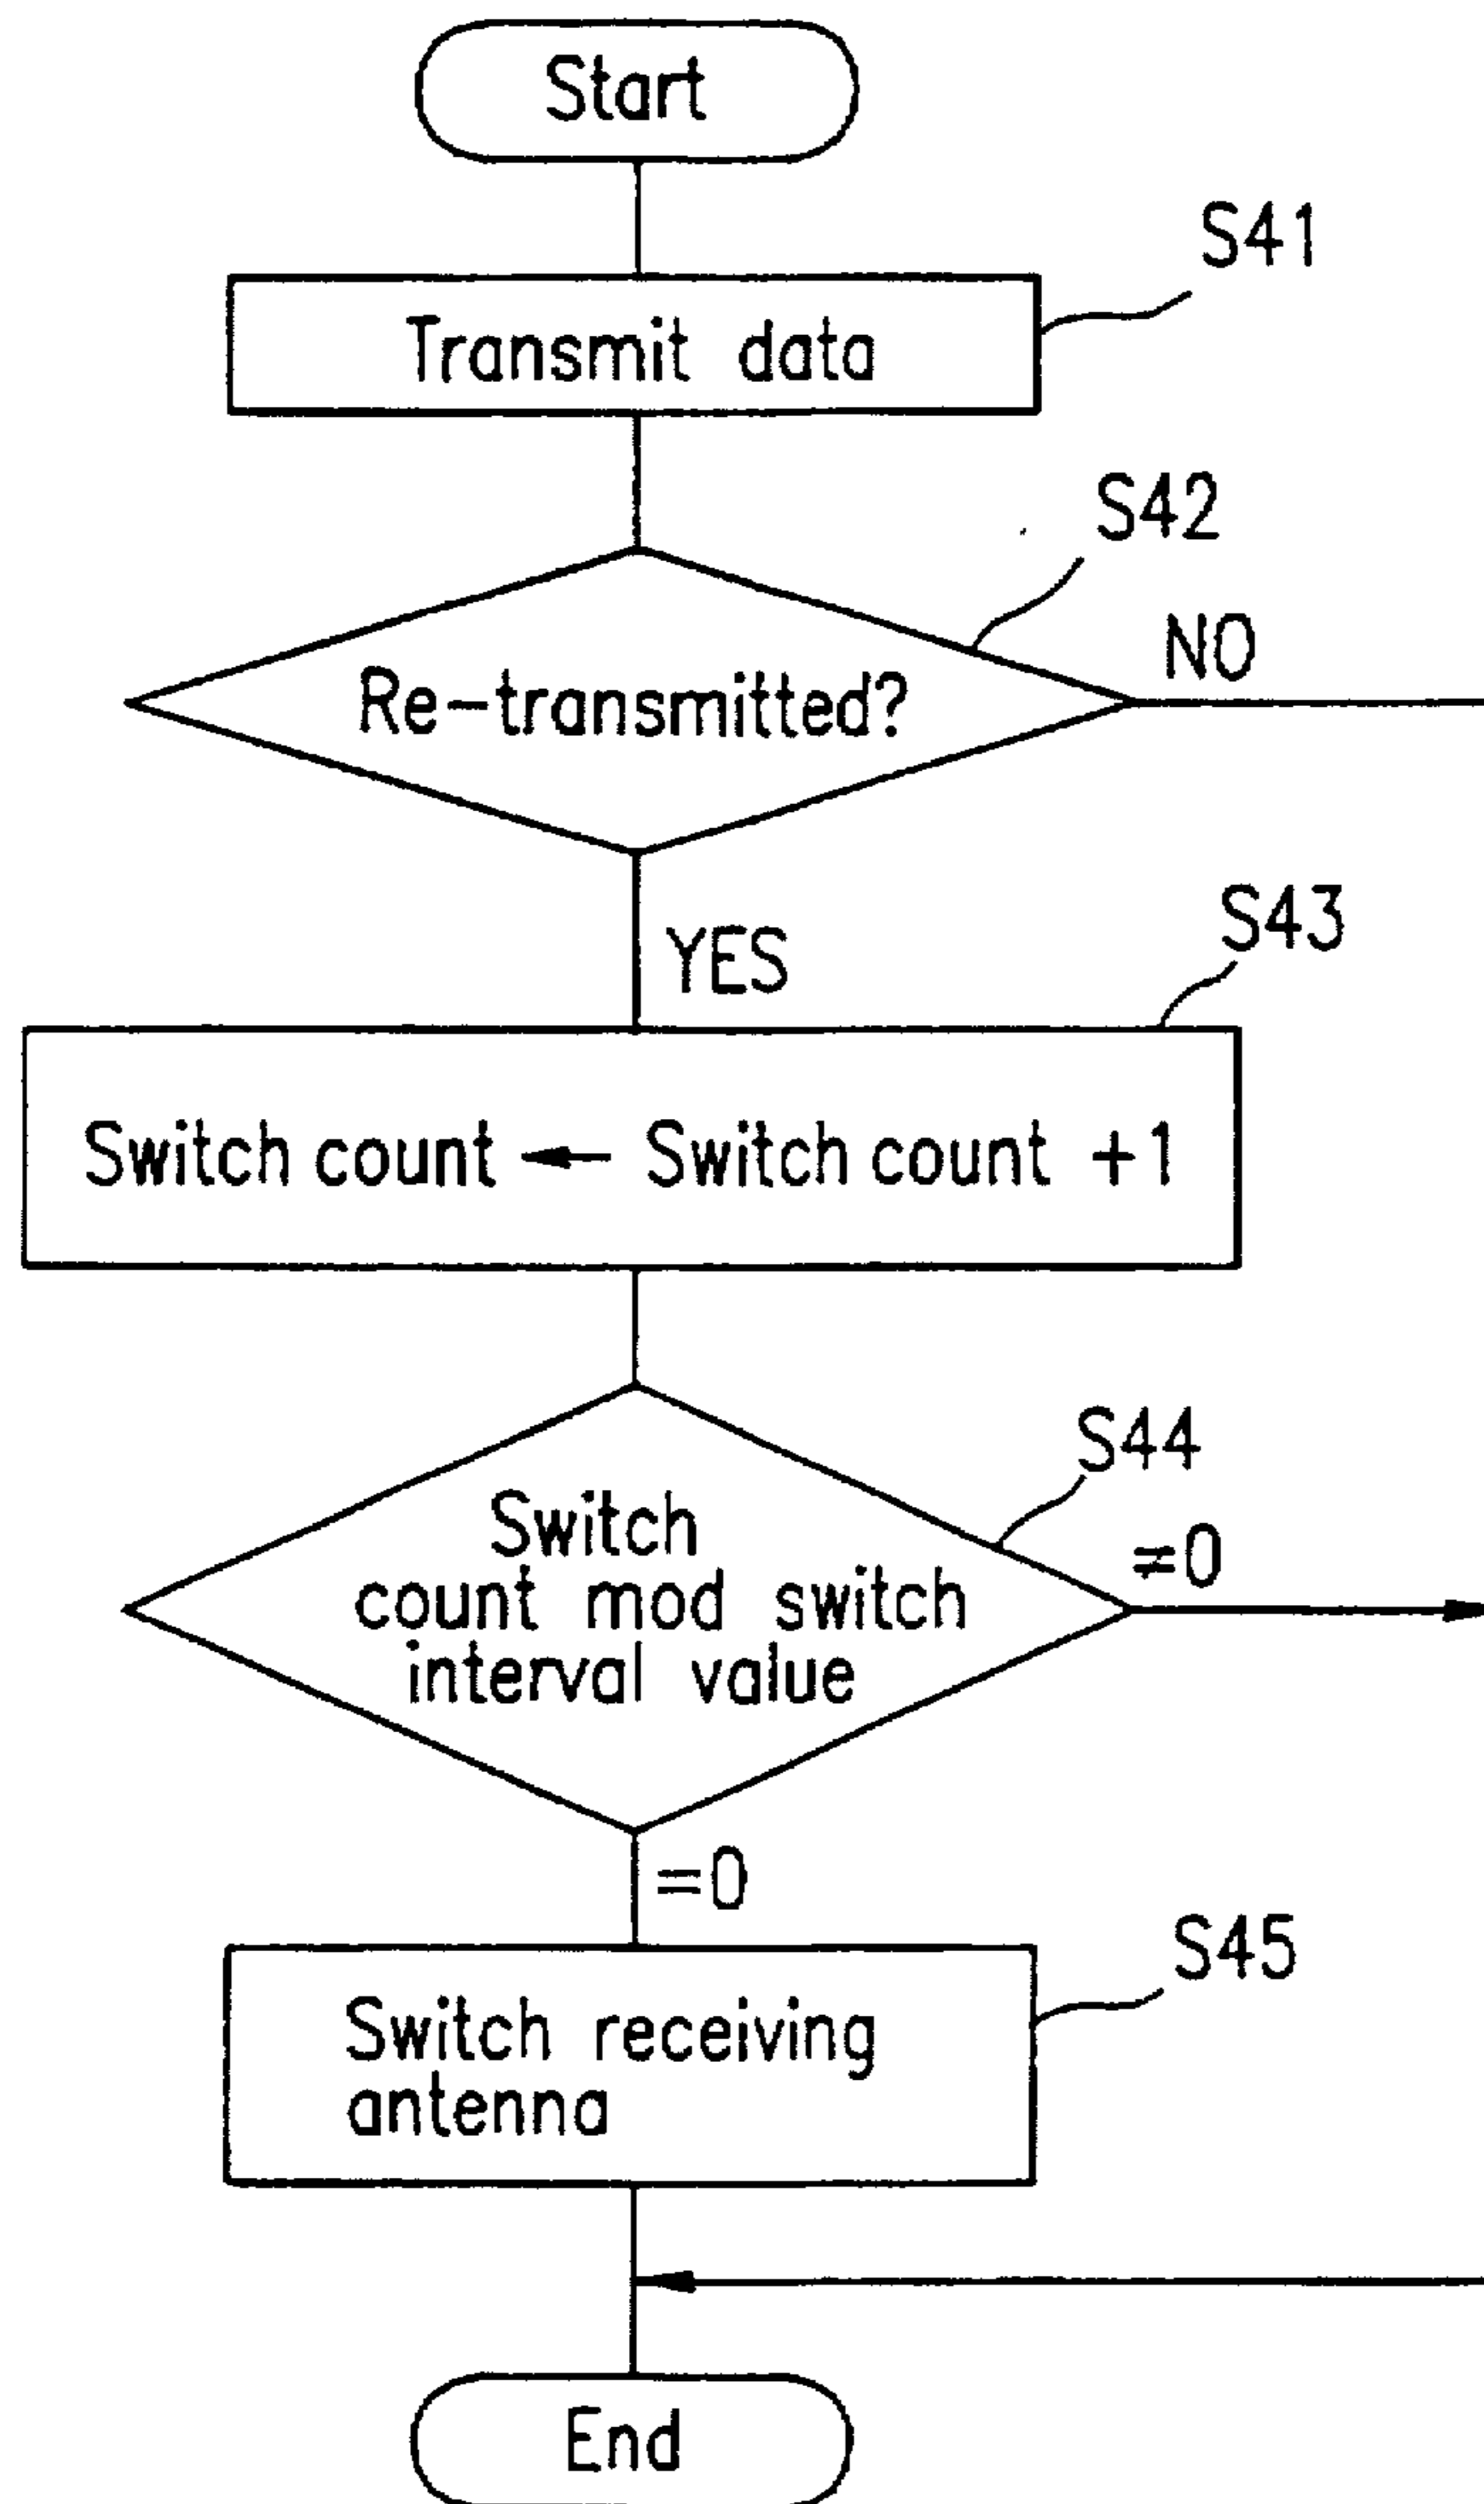 Start
S41
Transmit data
S42
NO
Re-transmitted?
YES
S43
Switch count ← Switch count +1
S44
Switch
count mod switch
interval value
≠0
=0
S45
Switch receiving
antenna
End